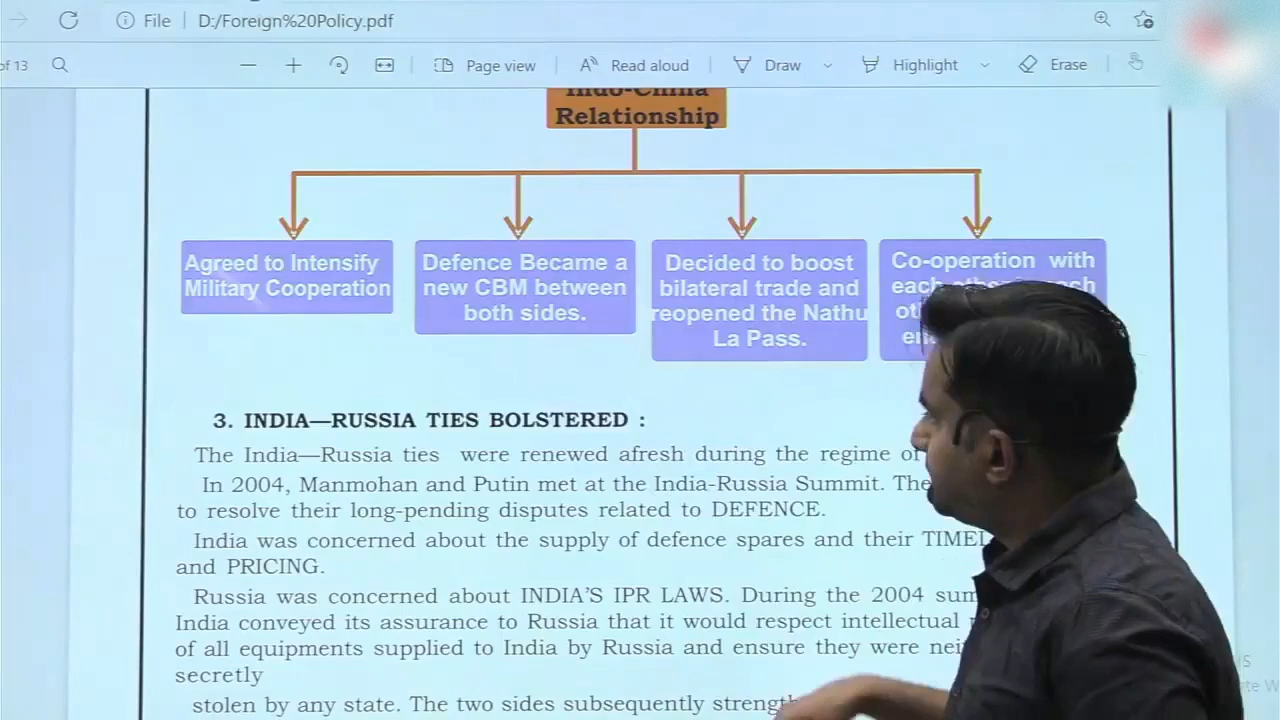 File D:/Foreign%20Policy.pdf
of 13 Page view Read aloud Draw Highlight Erase
Indo-China
Relationship
Agreed to Intensify
Military Cooperation
Defence Became a
new CBM between
both sides.
Decided to boost
bilateral trade and
reopened the Nathu
La Pass.
Co-operation with
3. INDIA—RUSSIA TIES BOLSTERED :
The India—Russia ties were renewed afresh during the regime
In 2004, Manmohan and Putin met at the India-Russia Summit.
to resolve their long-pending disputes related to DEFENCE.
India was concerned about the supply of defence spares and their
and PRICING.
Russia was concerned about INDIA'S IPR LAWS. During the 2004
India conveyed its assurance to Russia that it would respect intellectual
of all equipments supplied to India by Russia and ensure they were
secretly
stolen by any state. The two sides subsequently